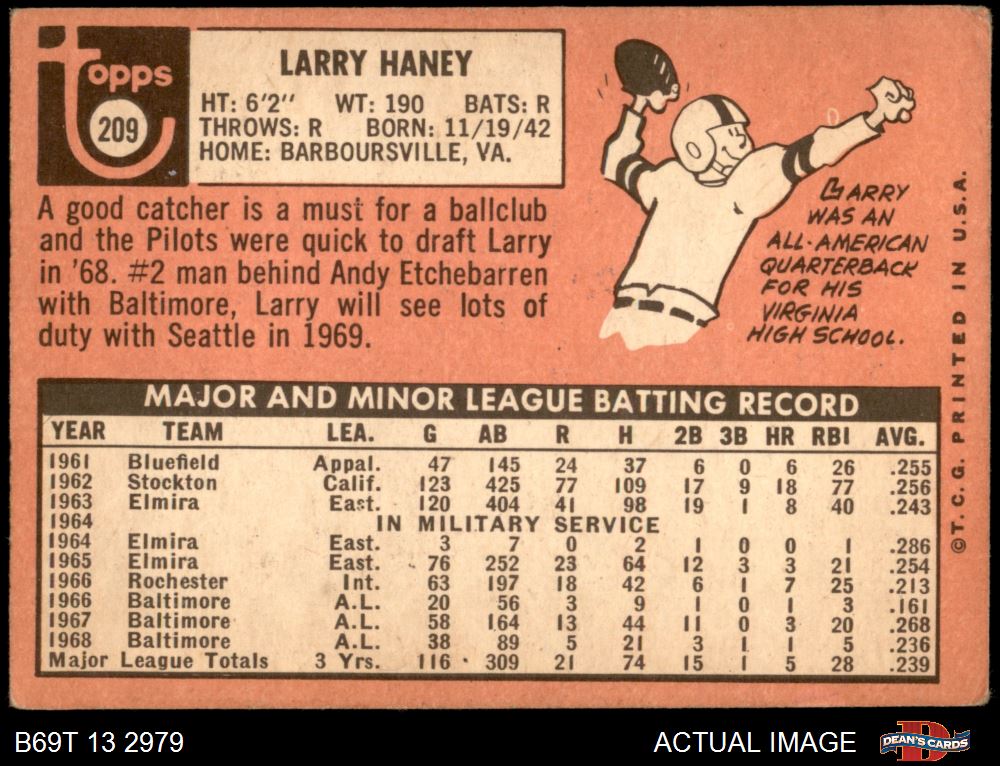 Topps
209
LARRY HANEY
HT: 6'2" WT: 190 BATS: R
THROWS: R BORN: 11/19/42
HOME: BARBOURSVILLE, VA.
A good catcher is a must for a ballclub
and the Pilots were quick to draft Larry
in '68. #2 man behind Andy Etchebarren
with Baltimore, Larry will see lots of
duty with Seattle in 1969.
LARRY
WAS AN
ALL-AMERICAN
QUARTERBACK
FOR HIS
VIRGINIA
HIGH SCHOOL.
©T.C.G. PRINTED IN U.S.A.
MAJOR AND MINOR LEAGUE BATTING RECORD
YEAR TEAM LEA. G AB R H 2B 3B HR RBI AVG.
1961 Bluefield Appal. 47 145 24 37 6 0 6 26 .255
1962 Stockton Calif. 123 425 77 109 17 9 18 77 .256
1963 Elmira East. 120 404 41 98 19 1 8 40 .243
1964 IN MILITARY SERVICE
1964 Elmira East. 3 7 0 2 1 0 0 1 .286
1965 Elmira East. 76 252 23 64 12 3 3 21 .254
1966 Rochester Int. 63 197 18 42 6 1 7 25 .213
1966 Baltimore A.L. 20 56 3 9 1 0 1 3 .161
1967 Baltimore A.L. 58 164 13 44 11 0 3 20 .268
1968 Baltimore A.L. 38 89 5 21 3 1 1 5 .236
Major League Totals 3 Yrs. 116 309 21 74 15 1 5 28 .239
B69T 13 2979
ACTUAL IMAGE
DEAN'S CARDS